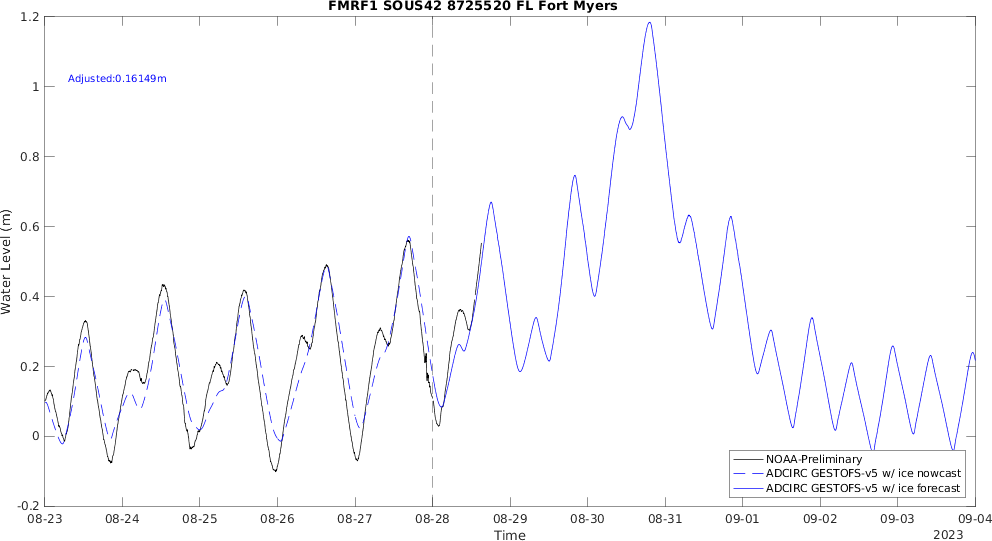 FMRF1 SOUS42 8725520 FL Fort Myers
1.2
Adjusted:0.16149m
1
0.8
0.6
Water Level (m)
0.4
0.2
0
NOAA-Preliminary
ADCIRC GESTOFS-v5 w/ ice nowcast
ADCIRC GESTOFS-v5 w/ ice forecast
-0.2
08-23 08-24 08-25 08-26 08-27 08-28 08-29 08-30 08-31 09-01 09-02 09-03 09-04
Time
2023